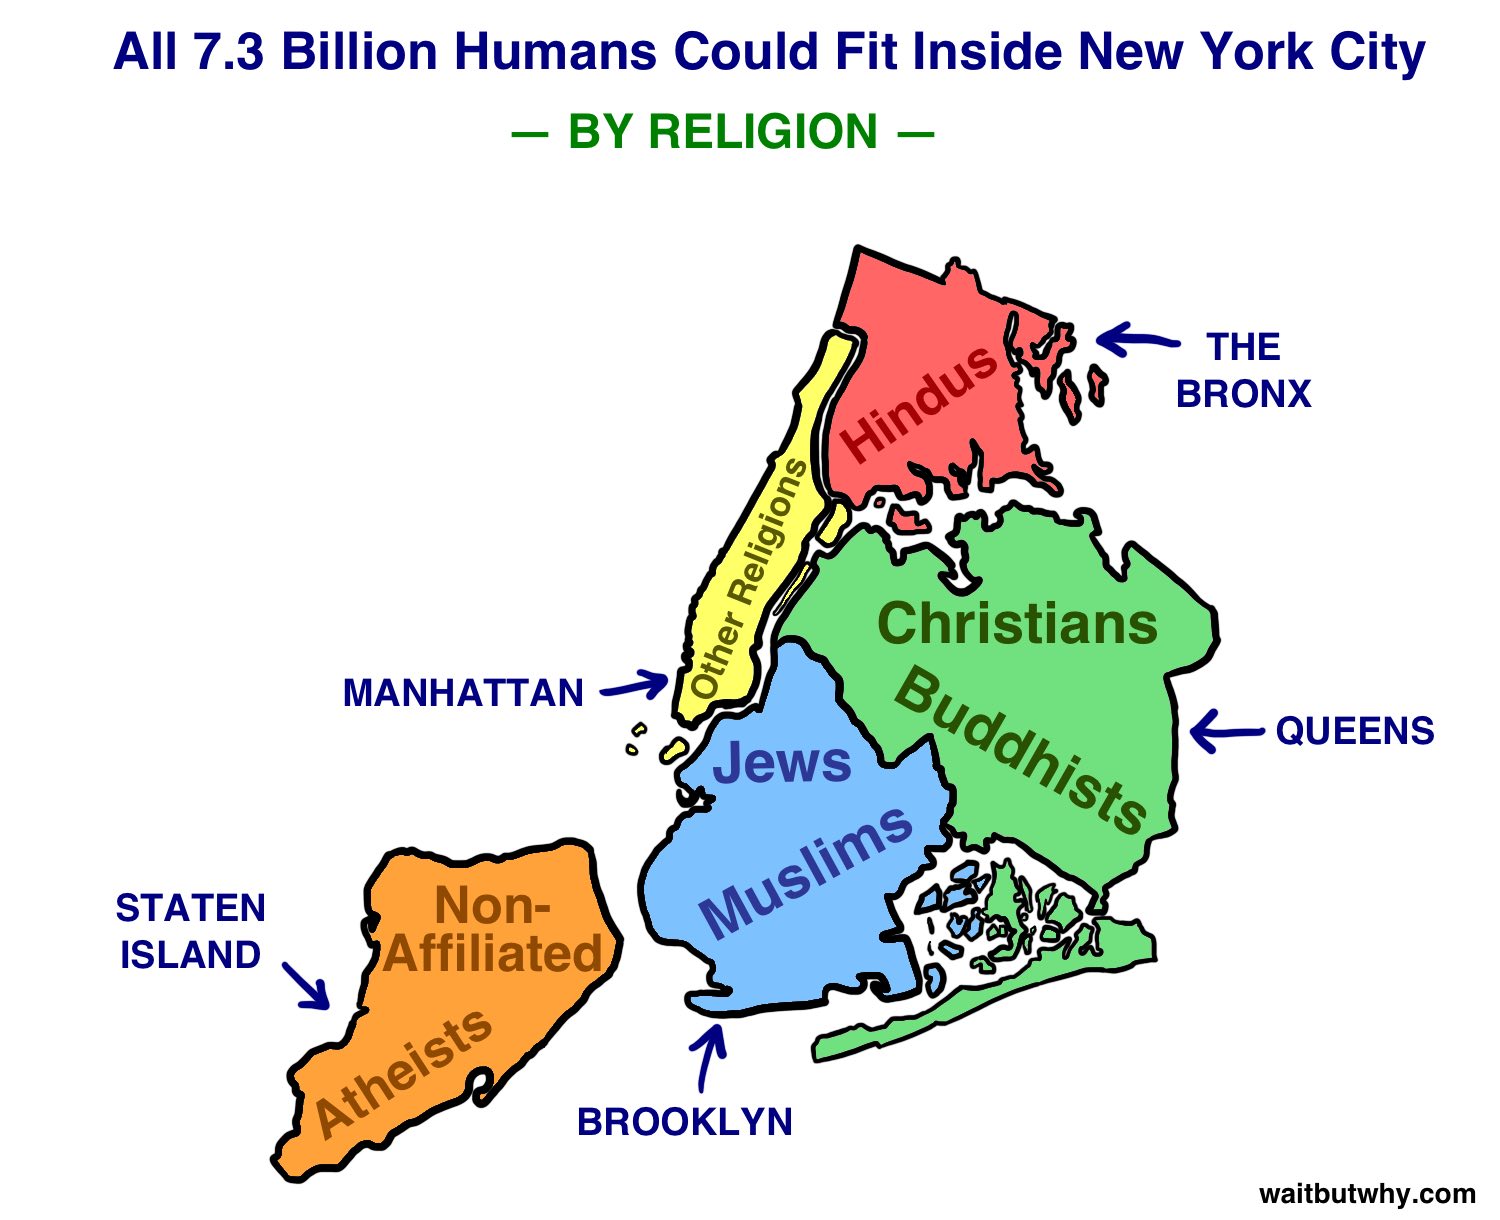 All 7.3 Billion Humans Could Fit Inside New York City
— BY RELIGION —
THE
BRONX
Hindus
Other Religions
Christians
Buddhists
MANHATTAN
QUEENS
Jews
Muslims
STATEN
ISLAND
Non-
Affiliated
Atheists
BROOKLYN
waitbutwhy.com